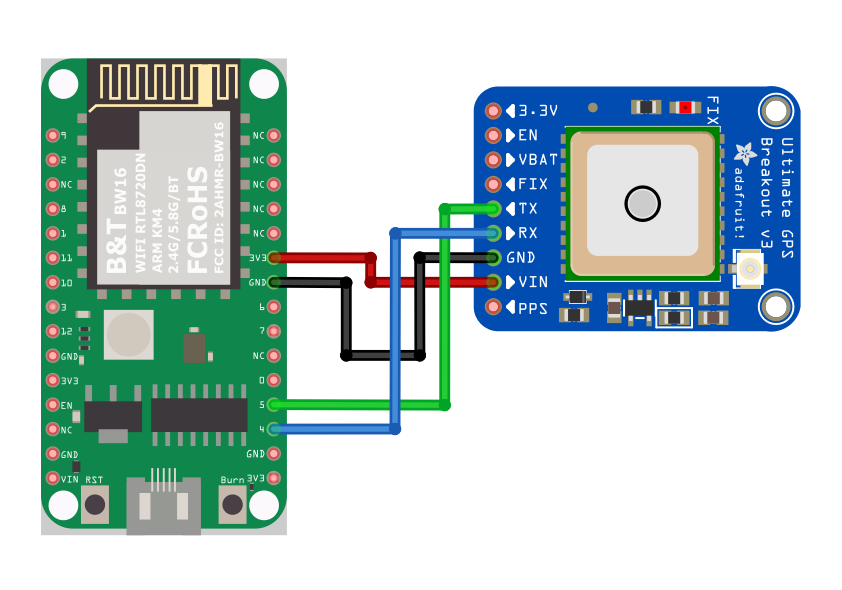 9
2
NC
8
1
11
10
3
12
GND
3V3
EN
NC
GND
VIN
RST
B&T BW16
WIFI RTL8720DN
ARM KM4
2.4G/5.8G/BT
FCRoHS
FCC ID: 2AHMR-BW16
NC
NC
NC
NC
NC
3V3
GND
6
7
NC
0
5
4
GND
3V3
Burn
3.3V
EN
VBAT
FIX
TX
RX
GND
VIN
PPS
FIX
adafruit!
Ultimate GPS
Breakout v3